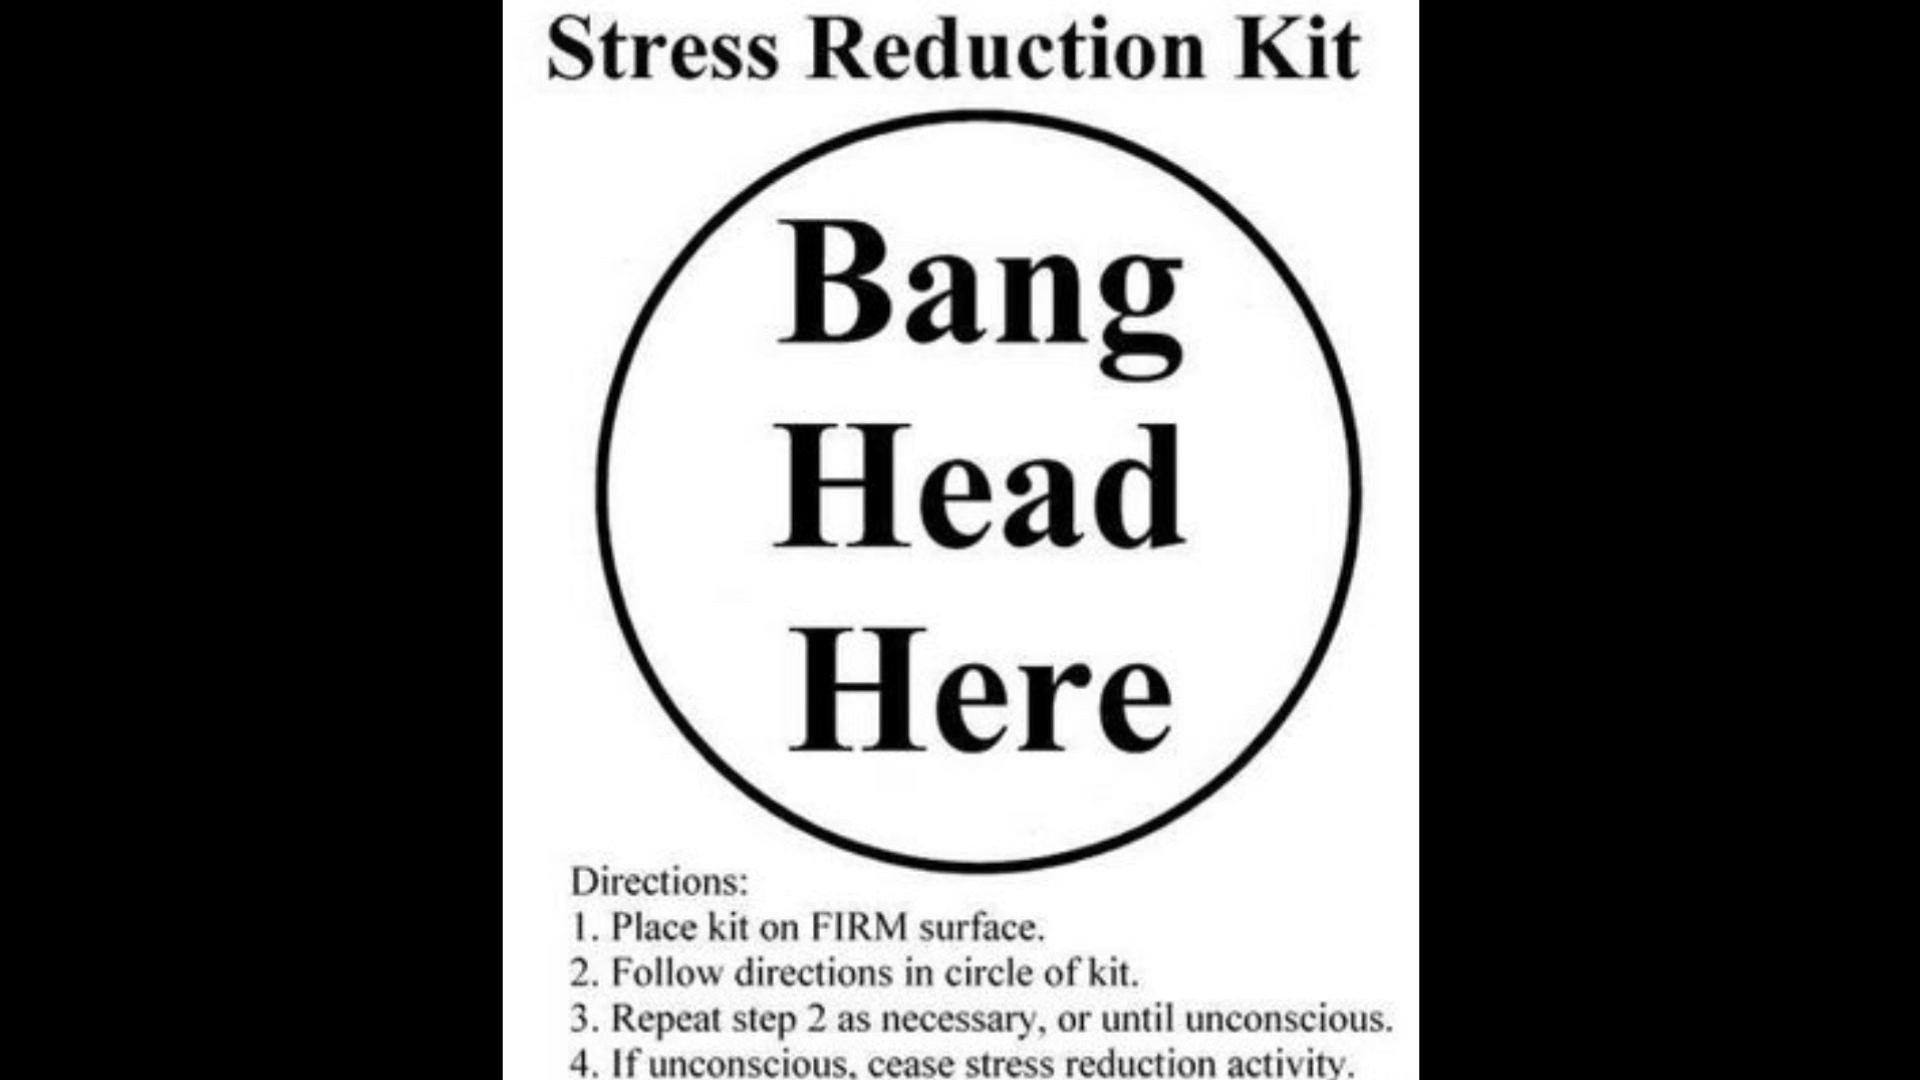 Stress Reduction Kit
Bang
Head
Here
Directions:
1. Place kit on FIRM surface.
2. Follow directions in circle of kit.
3. Repeat step 2 as necessary, or until unconscious.
4. If unconscious, cease stress reduction activity.